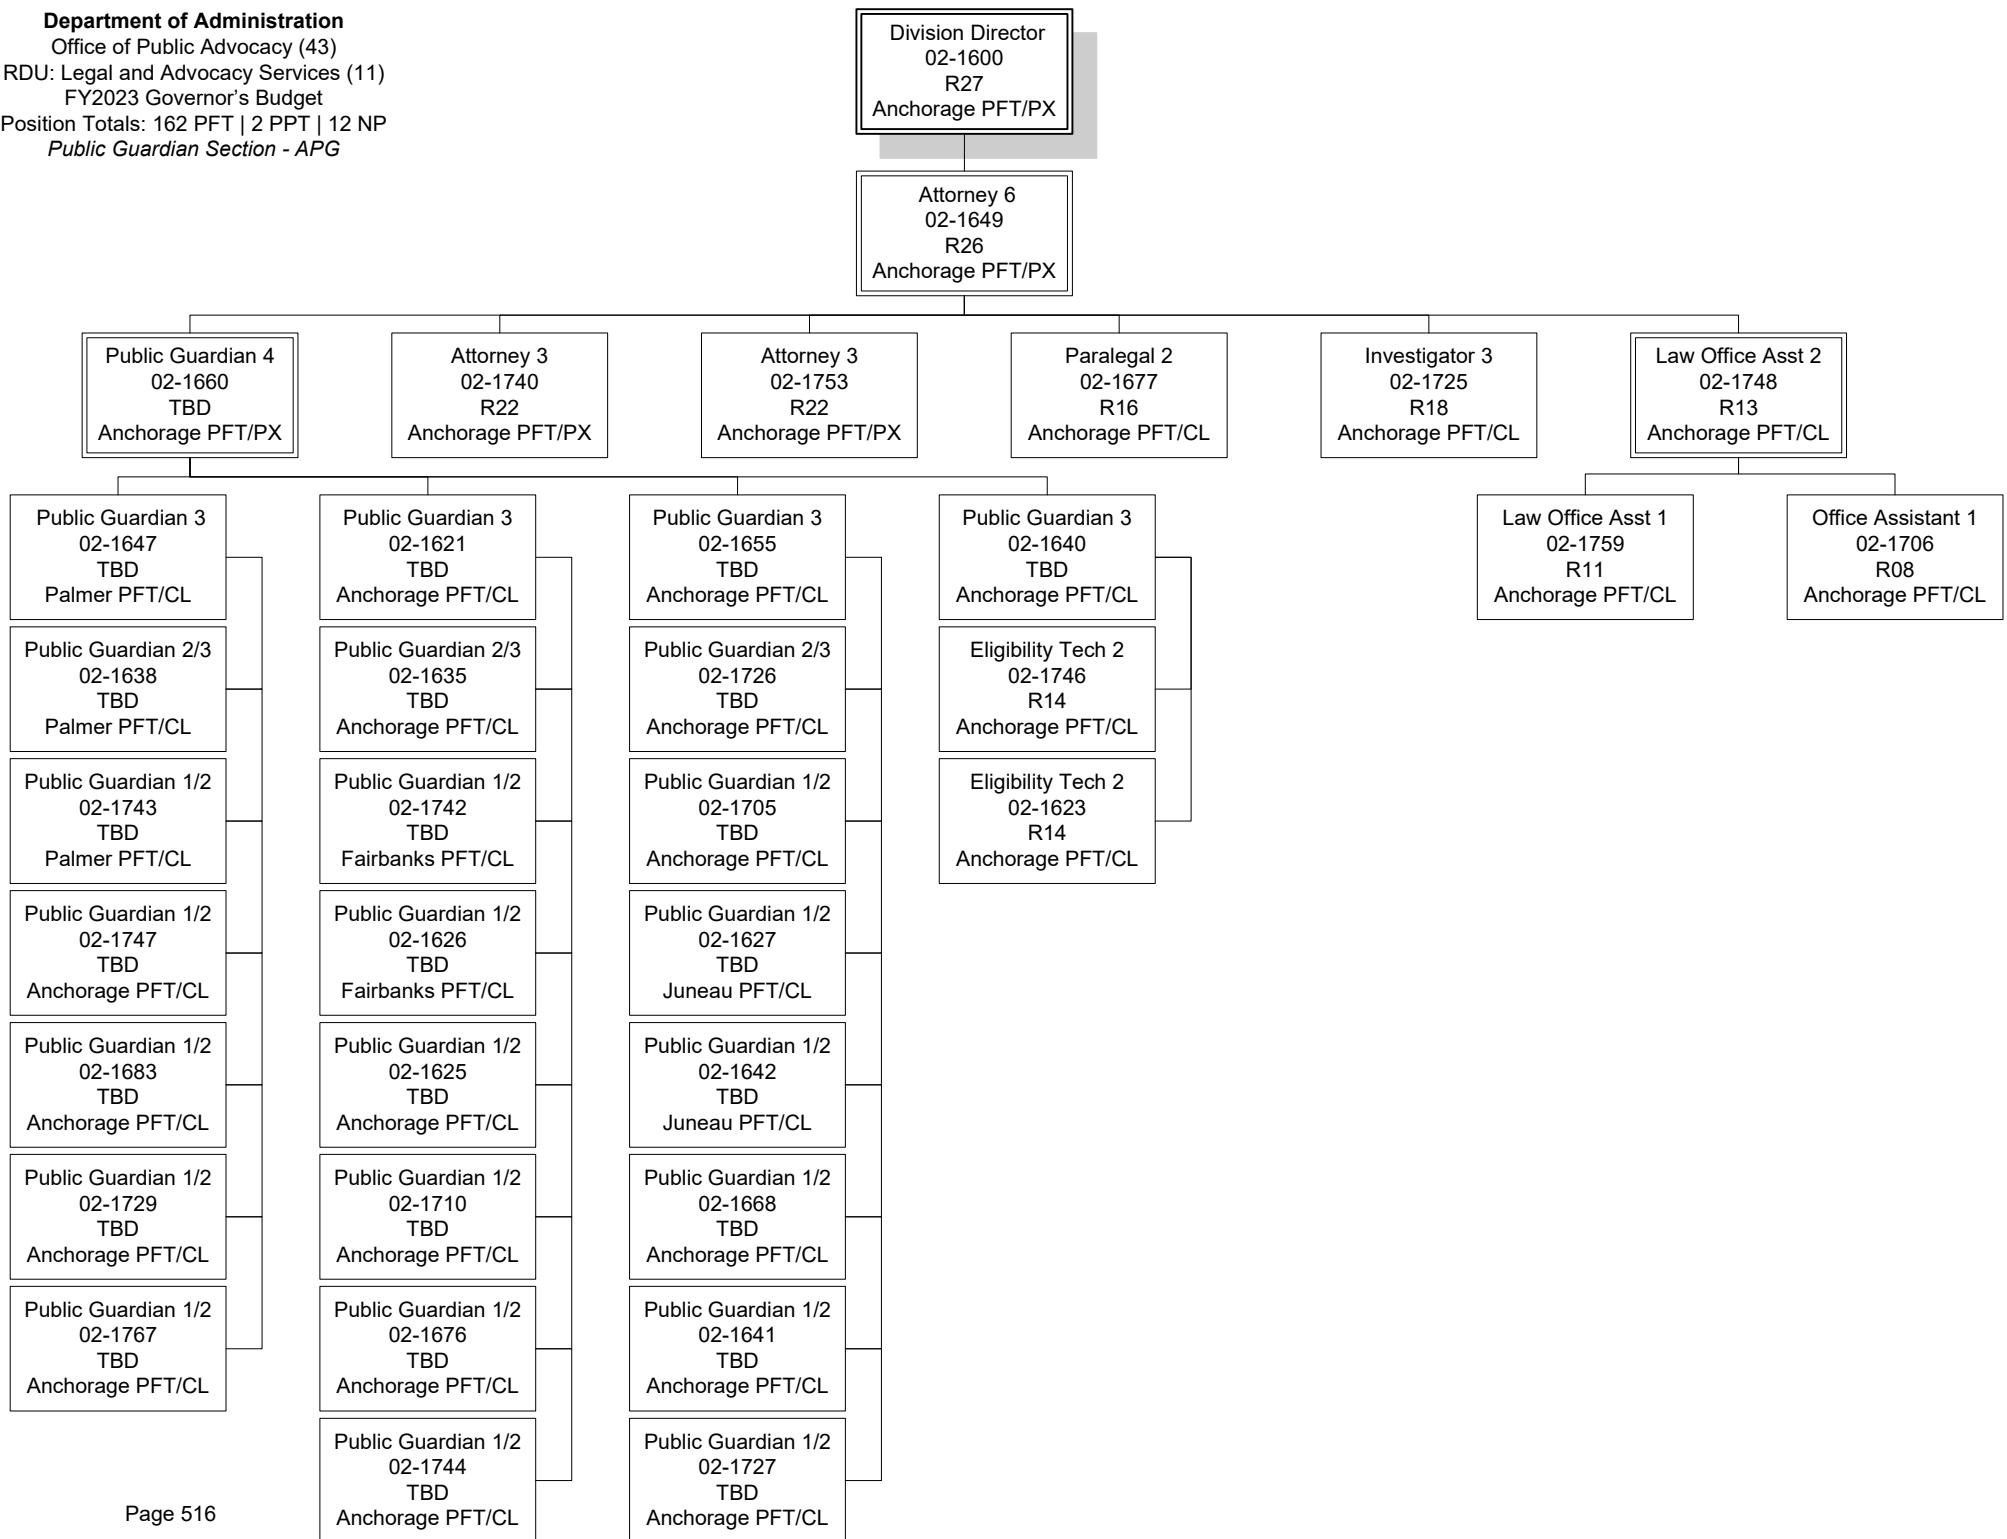 Department of Administration
Office of Public Advocacy (43)
RDU: Legal and Advocacy Services (11)
FY2023 Governor's Budget
Position Totals: 162 PFT | 2 PPT | 12 NP
Public Guardian Section - APG
Division Director
02-1600
R27
Anchorage PFT/PX
Attorney 6
02-1649
R26
Anchorage PFT/PX
Public Guardian 4
02-1660
TBD
Anchorage PFT/PX
Attorney 3
02-1740
R22
Anchorage PFT/PX
Attorney 3
02-1753
R22
Anchorage PFT/PX
Paralegal 2
02-1677
R16
Anchorage PFT/CL
Investigator 3
02-1725
R18
Anchorage PFT/CL
Law Office Asst 2
02-1748
R13
Anchorage PFT/CL
Public Guardian 3
02-1647
TBD
Palmer PFT/CL
Public Guardian 2/3
02-1638
TBD
Palmer PFT/CL
Public Guardian 1/2
02-1743
TBD
Palmer PFT/CL
Public Guardian 1/2
02-1747
TBD
Anchorage PFT/CL
Public Guardian 1/2
02-1683
TBD
Anchorage PFT/CL
Public Guardian 1/2
02-1729
TBD
Anchorage PFT/CL
Public Guardian 1/2
02-1767
TBD
Anchorage PFT/CL
Public Guardian 3
02-1621
TBD
Anchorage PFT/CL
Public Guardian 2/3
02-1635
TBD
Anchorage PFT/CL
Public Guardian 1/2
02-1742
TBD
Fairbanks PFT/CL
Public Guardian 1/2
02-1626
TBD
Fairbanks PFT/CL
Public Guardian 1/2
02-1625
TBD
Anchorage PFT/CL
Public Guardian 1/2
02-1710
TBD
Anchorage PFT/CL
Public Guardian 1/2
02-1676
TBD
Anchorage PFT/CL
Public Guardian 1/2
02-1744
TBD
Anchorage PFT/CL
Public Guardian 3
02-1655
TBD
Anchorage PFT/CL
Public Guardian 2/3
02-1726
TBD
Anchorage PFT/CL
Public Guardian 1/2
02-1705
TBD
Anchorage PFT/CL
Public Guardian 1/2
02-1627
TBD
Juneau PFT/CL
Public Guardian 1/2
02-1642
TBD
Juneau PFT/CL
Public Guardian 1/2
02-1668
TBD
Anchorage PFT/CL
Public Guardian 1/2
02-1641
TBD
Anchorage PFT/CL
Public Guardian 1/2
02-1727
TBD
Anchorage PFT/CL
Public Guardian 3
02-1640
TBD
Anchorage PFT/CL
Eligibility Tech 2
02-1746
R14
Anchorage PFT/CL
Eligibility Tech 2
02-1623
R14
Anchorage PFT/CL
Law Office Asst 1
02-1759
R11
Anchorage PFT/CL
Office Assistant 1
02-1706
R08
Anchorage PFT/CL
Page 516